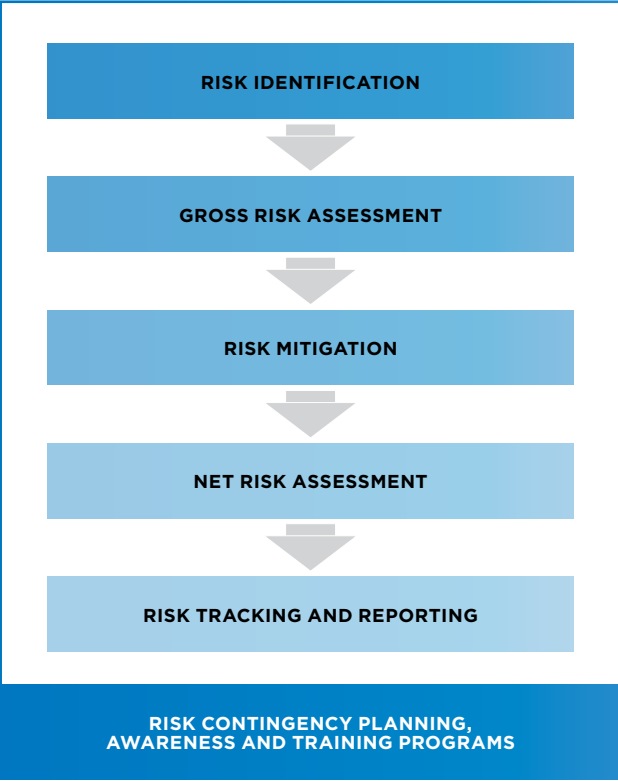 RISK IDENTIFICATION
GROSS RISK ASSESSMENT
RISK MITIGATION
NET RISK ASSESSMENT
RISK TRACKING AND REPORTING
RISK CONTINGENCY PLANNING,
AWARENESS AND TRAINING PROGRAMS